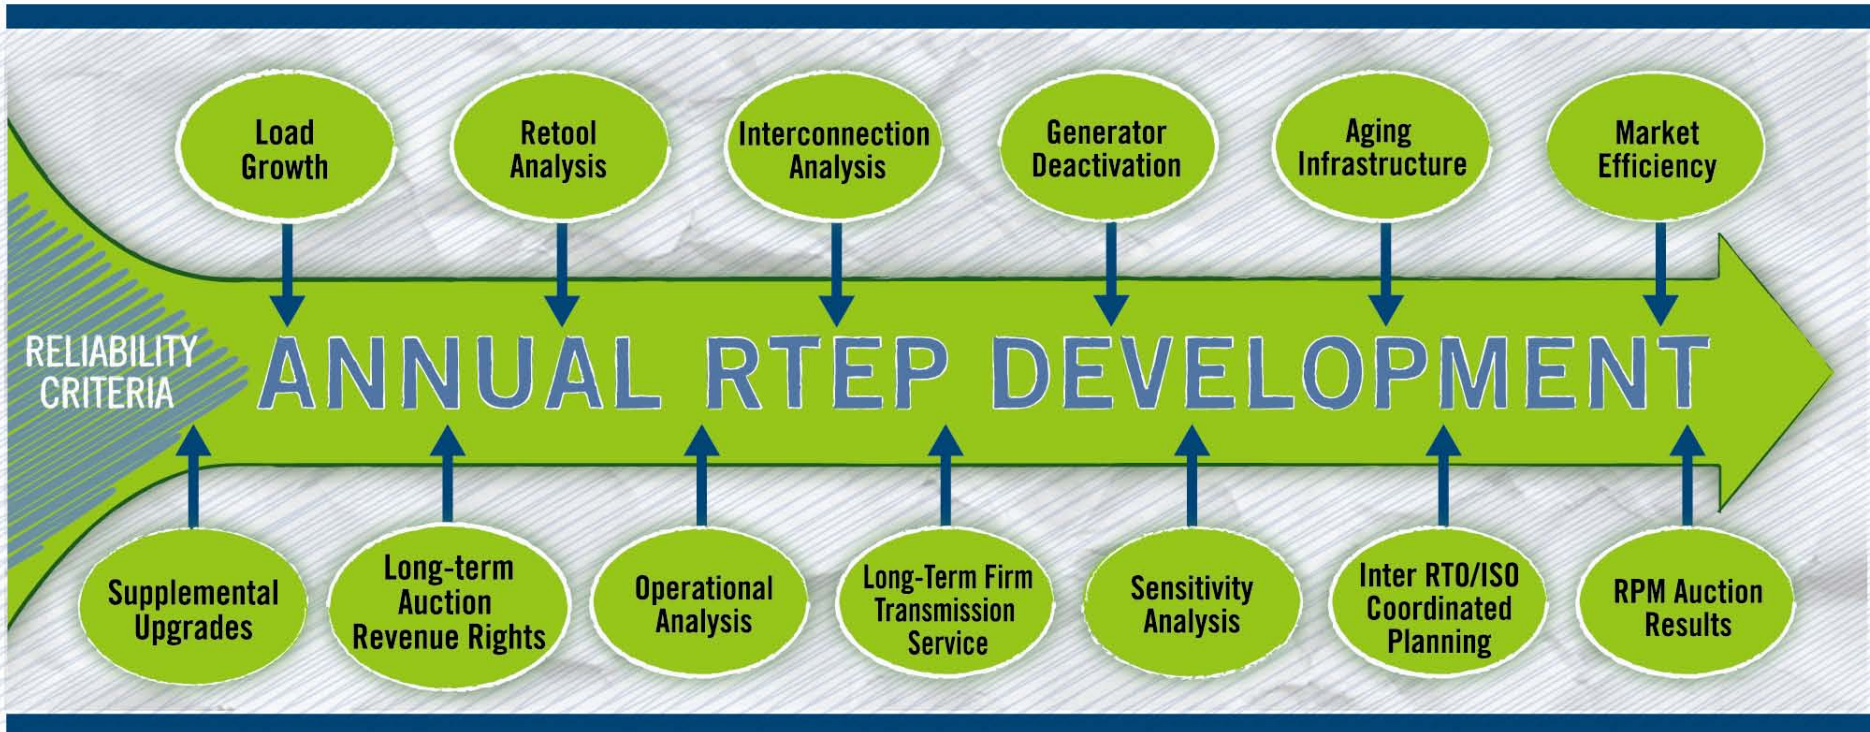 Load
Growth
Retool
Analysis
Interconnection
Analysis
Generator
Deactivation
Aging
Infrastructure
Market
Efficiency
RELIABILITY
CRITERIA
ANNUAL RTEP DEVELOPMENT
Supplemental
Upgrades
Long-term
Auction
Revenue Rights
Operational
Analysis
Long-Term Firm
Transmission
Service
Sensitivity
Analysis
Inter RTO/ISO
Coordinated
Planning
RPM Auction
Results